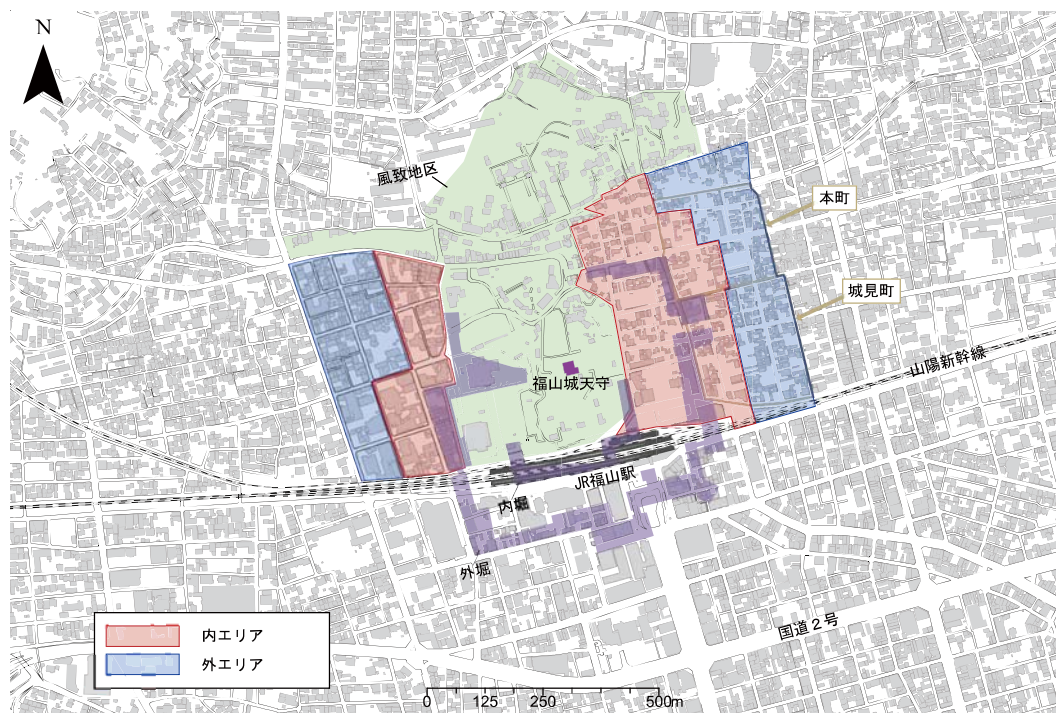 N
風致地区
本町
城見町
山陽新幹線
福山城天守
JR福山駅
内堀
外堀
国道２号
内エリア
外エリア
0 125 250 500m